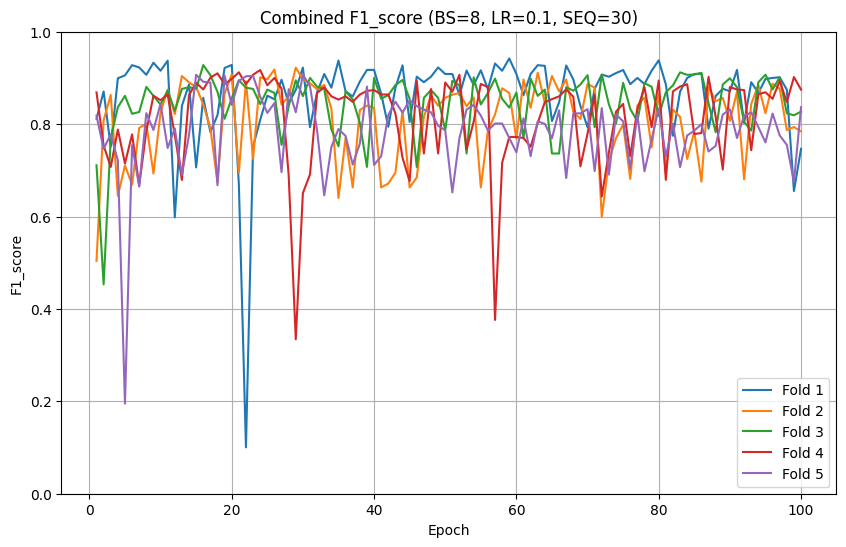 Combined F1_score (BS=8, LR=0.1, SEQ=30)
1.0
0.8
0.6
0.4
0.2
0.0
F1_score
0 20 40 60 80 100
Epoch
Fold 1
Fold 2
Fold 3
Fold 4
Fold 5